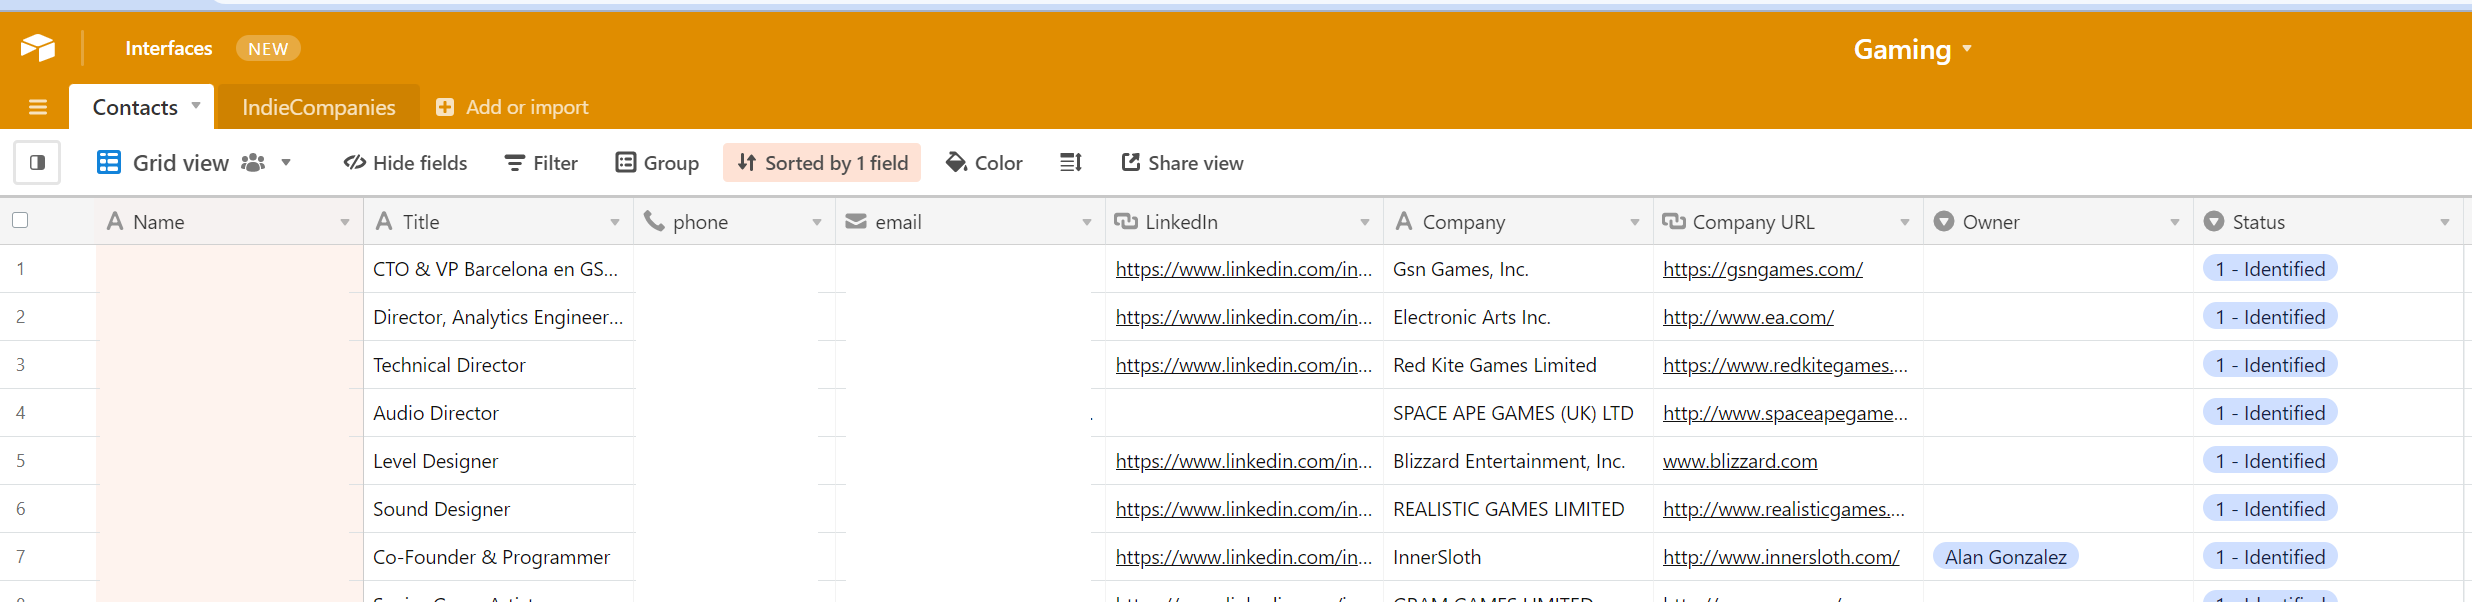 Interfaces NEW Gaming
Contacts IndieCompanies Add or import
Grid view Hide fields Filter Group Sorted by 1 field Color Share view
Name Title phone email LinkedIn Company Company URL Owner Status
1 CTO & VP Barcelona en GS... https://www.linkedin.com/in... Gsn Games, Inc. https://gsngames.com/ 1 - Identified
2 Director, Analytics Engineer... https://www.linkedin.com/in... Electronic Arts Inc. http://www.ea.com/ 1 - Identified
3 Technical Director https://www.linkedin.com/in... Red Kite Games Limited https://www.redkitegames.... 1 - Identified
4 Audio Director SPACE APE GAMES (UK) LTD http://www.spaceapegame... 1 - Identified
5 Level Designer https://www.linkedin.com/in... Blizzard Entertainment, Inc. www.blizzard.com 1 - Identified
6 Sound Designer https://www.linkedin.com/in... REALISTIC GAMES LIMITED http://www.realisticgames.... 1 - Identified
7 Co-Founder & Programmer https://www.linkedin.com/in... InnerSloth http://www.innersloth.com/ Alan Gonzalez 1 - Identified